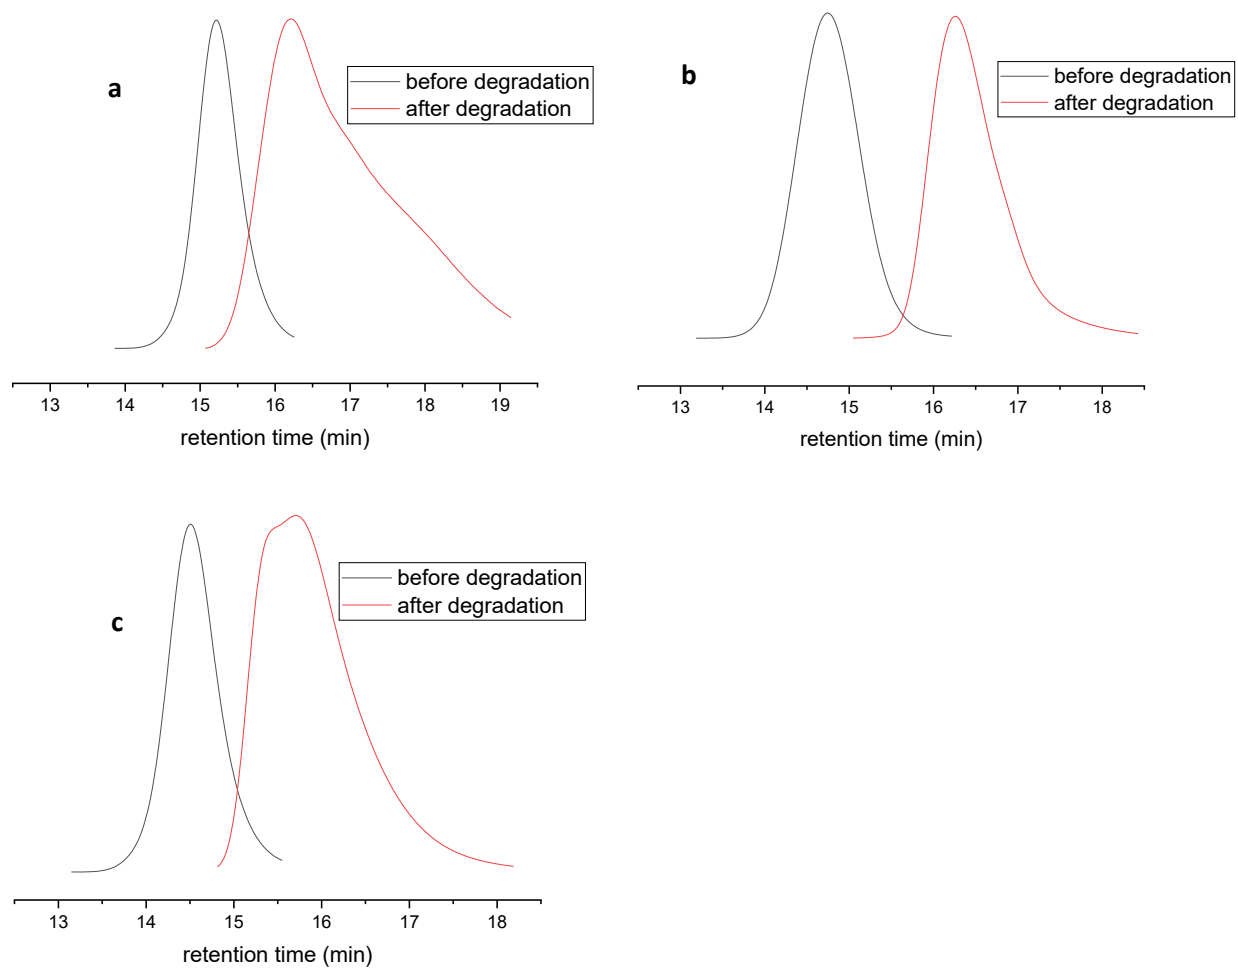 a
before degradation
after degradation
13 14 15 16 17 18 19
retention time (min)
b
before degradation
after degradation
13 14 15 16 17 18
retention time (min)
c
before degradation
after degradation
13 14 15 16 17 18
retention time (min)